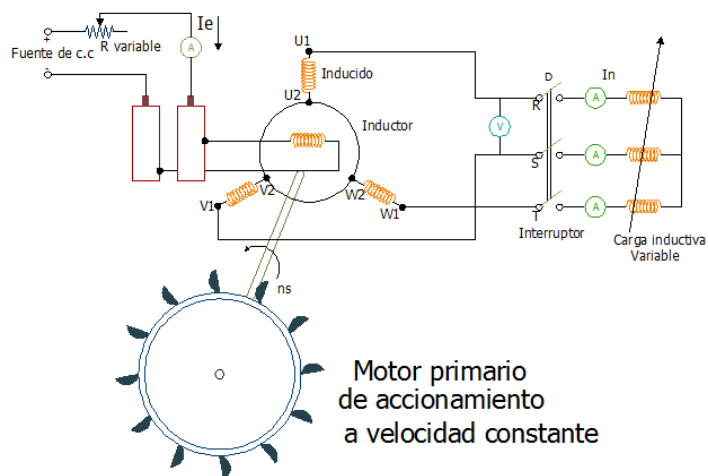 Ie
+
Fuente de c.c
R variable
A
-
U1
Inducido
U2
Inductor
V2
V1
W2
W1
ns
D
In
R
A
V
S
A
T
A
Interruptor
Carga inductiva
Variable
Motor primario
de accionamiento
a velocidad constante